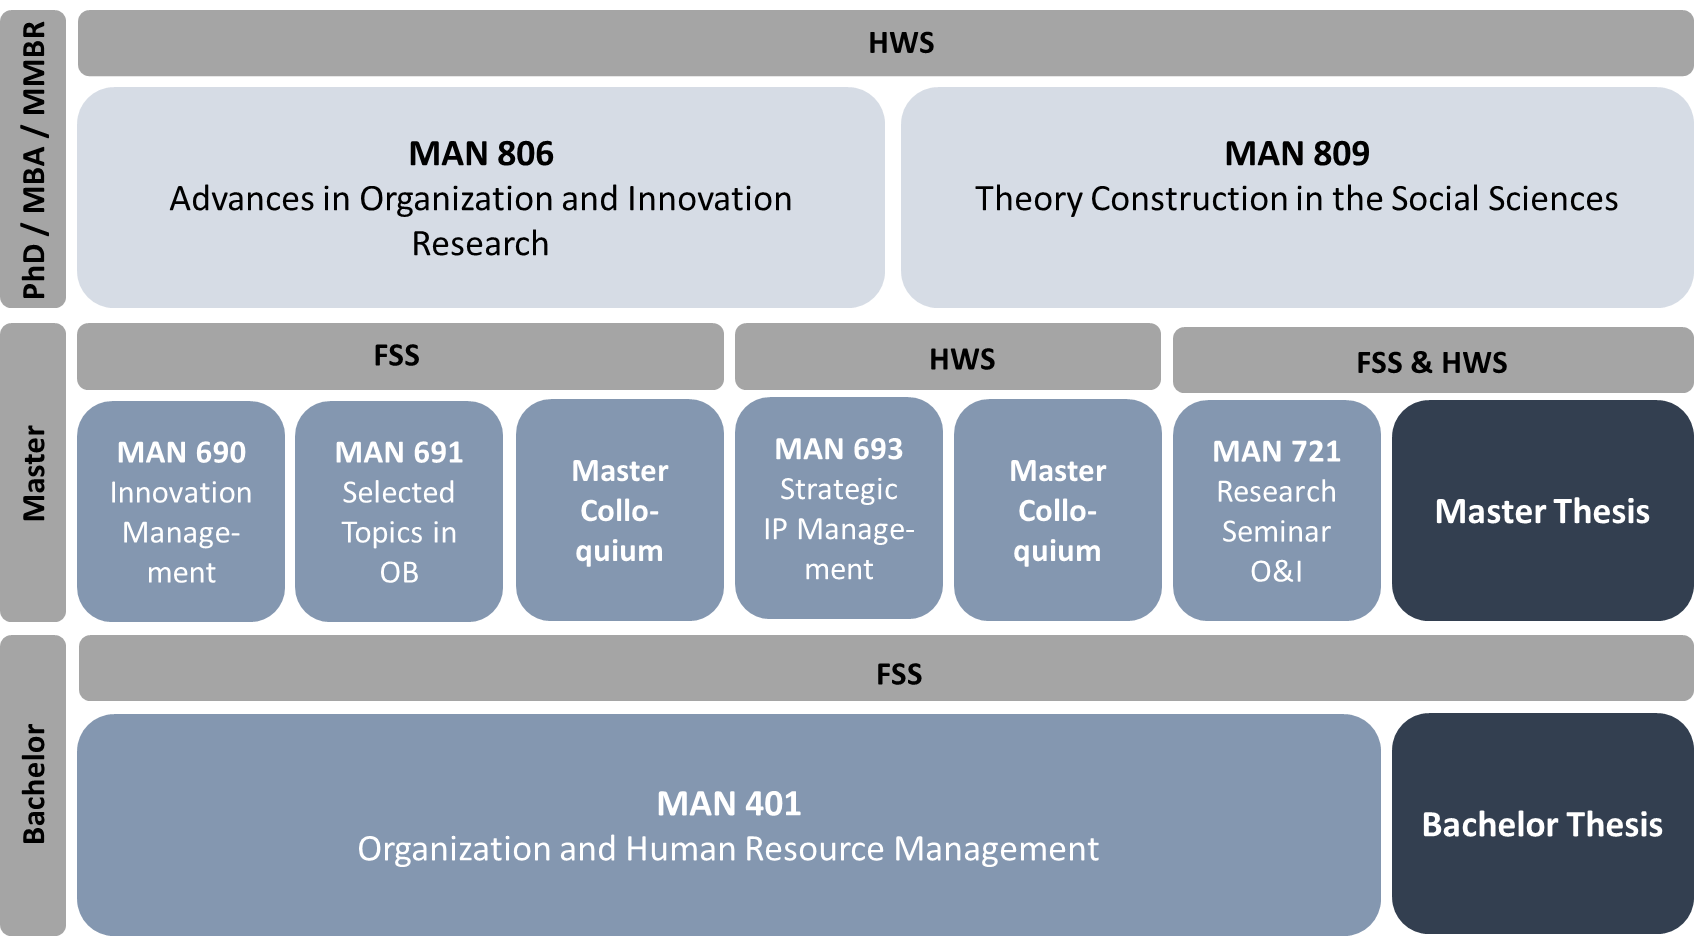 PhD / MBA / MMBR
HWS
MAN 806
Advances in Organization and Innovation
Research
MAN 809
Theory Construction in the Social Sciences
Master
FSS
HWS
FSS & HWS
MAN 690
Innovation
Manage-
ment
MAN 691
Selected
Topics in
OB
Master
Collo-
quium
MAN 693
Strategic
IP Manage-
ment
Master
Collo-
quium
MAN 721
Research
Seminar
O&I
Master Thesis
Bachelor
FSS
MAN 401
Organization and Human Resource Management
Bachelor Thesis